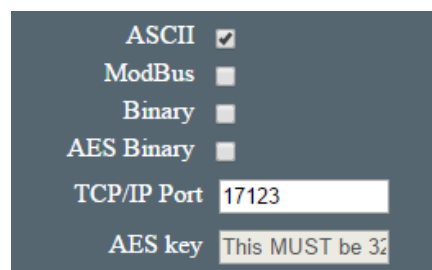 ASCII
ModBus
Binary
AES Binary
TCP/IP Port 17123
AES key This MUST be 32